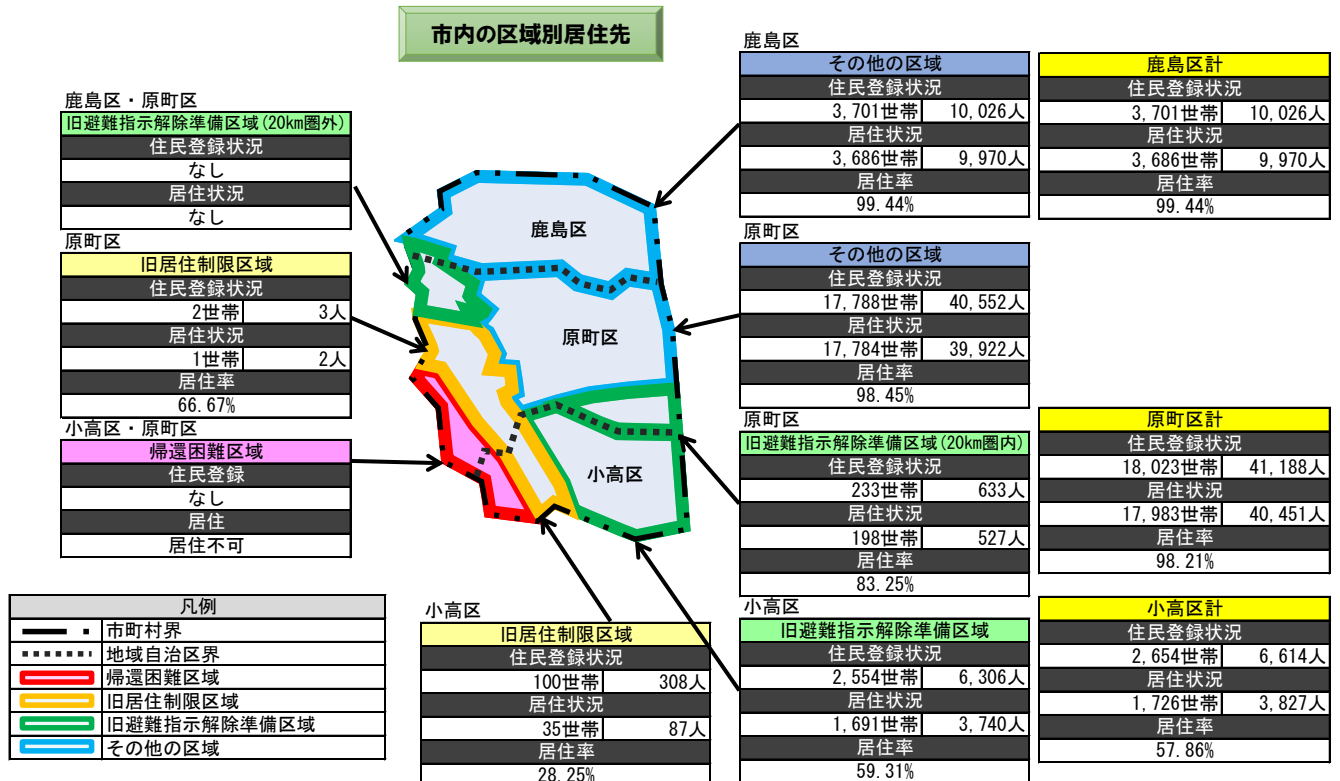 市内の区域別居住先
鹿島区・原町区
旧避難指示解除準備区域(20km圏外)
住民登録状況
なし
居住状況
なし
原町区
旧居住制限区域
住民登録状況
2世帯 3人
居住状況
1世帯 2人
居住率
66.67%
小高区・原町区
帰還困難区域
住民登録
なし
居住
居住不可
鹿島区
原町区
小高区
鹿島区
その他の区域
住民登録状況
3,701世帯 10,026人
居住状況
3,686世帯 9,970人
居住率
99.44%
鹿島区計
住民登録状況
3,701世帯 10,026人
居住状況
3,686世帯 9,970人
居住率
99.44%
原町区
その他の区域
住民登録状況
17,788世帯 40,552人
居住状況
17,784世帯 39,922人
居住率
98.45%
原町区
旧避難指示解除準備区域(20km圏内)
住民登録状況
233世帯 633人
居住状況
198世帯 527人
居住率
83.25%
原町区計
住民登録状況
18,023世帯 41,188人
居住状況
17,983世帯 40,451人
居住率
98.21%
凡例
市町村界
地域自治区界
帰還困難区域
旧居住制限区域
旧避難指示解除準備区域
その他の区域
小高区
旧居住制限区域
住民登録状況
100世帯 308人
居住状況
35世帯 87人
居住率
28.25%
小高区
旧避難指示解除準備区域
住民登録状況
2,554世帯 6,306人
居住状況
1,691世帯 3,740人
居住率
59.31%
小高区計
住民登録状況
2,654世帯 6,614人
居住状況
1,726世帯 3,827人
居住率
57.86%